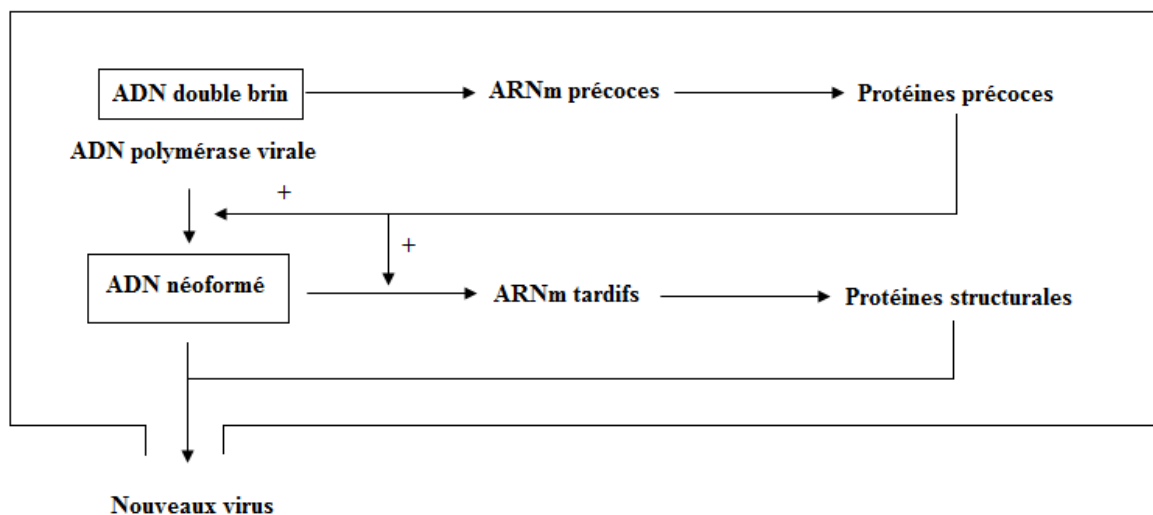 ADN double brin
ARNm précoces
Protéines précoces
ADN polymérase virale
+
+
ADN néoformé
ARNm tardifs
Protéines structurales
Nouveaux virus